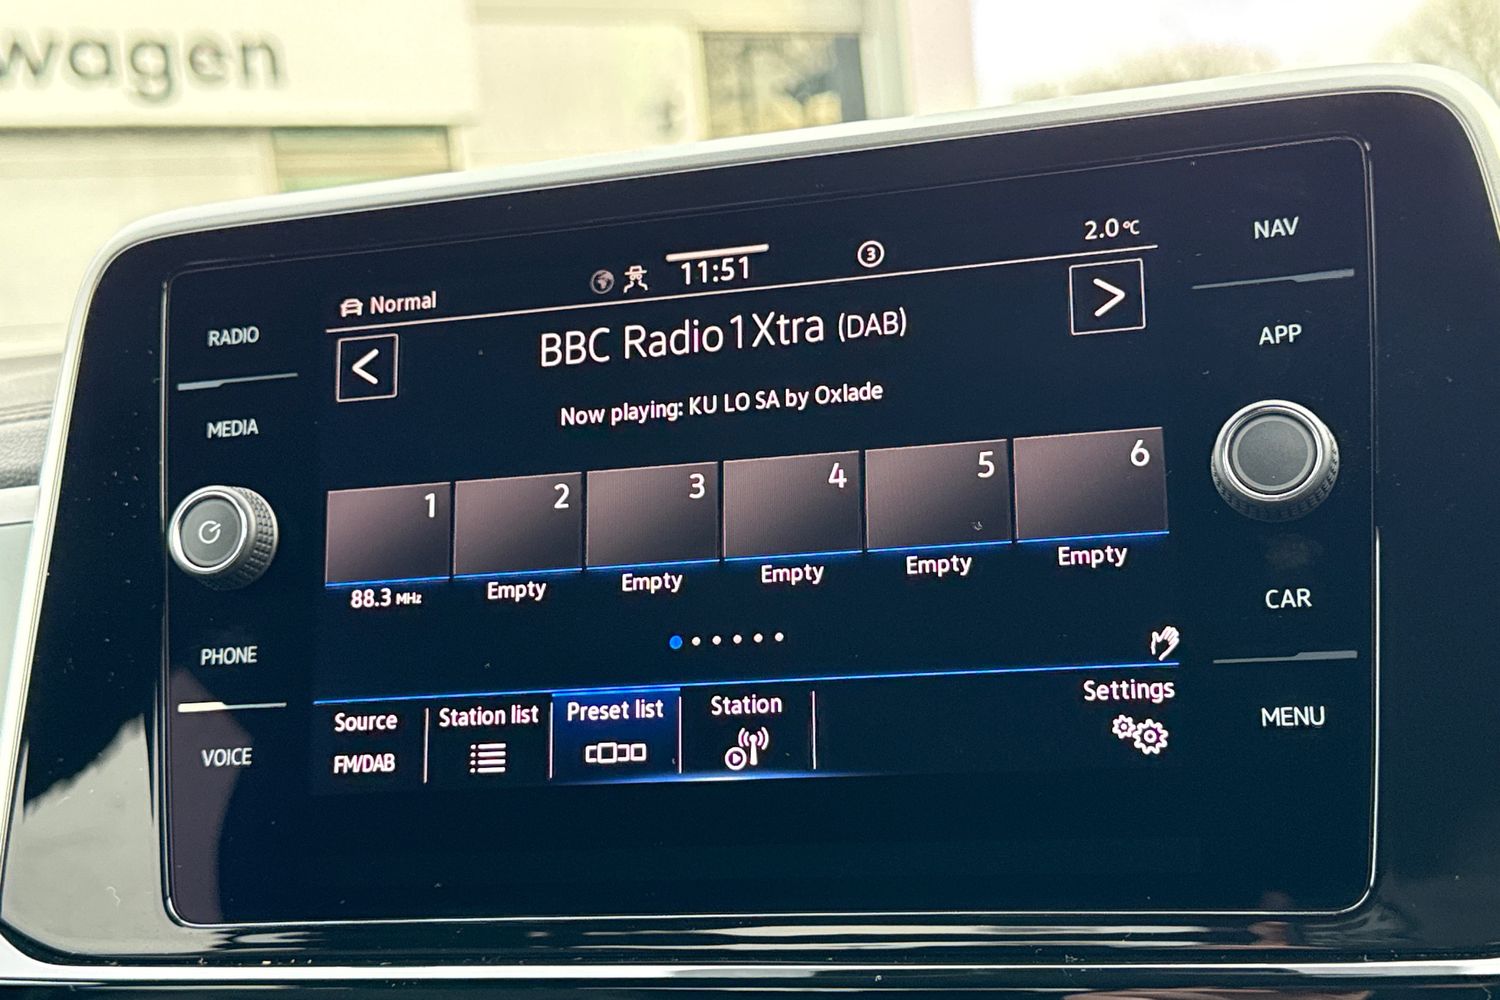 wagen
Normal
11:51
3
2.0 °C
NAV
RADIO
BBC Radio 1Xtra (DAB)
APP
MEDIA
Now playing: KU LO SA by Oxlade
1 2 3 4 5 6
88.3 MHz Empty Empty Empty Empty Empty
CAR
PHONE
Source Station list Preset list Station Settings
FM/DAB
MENU
VOICE